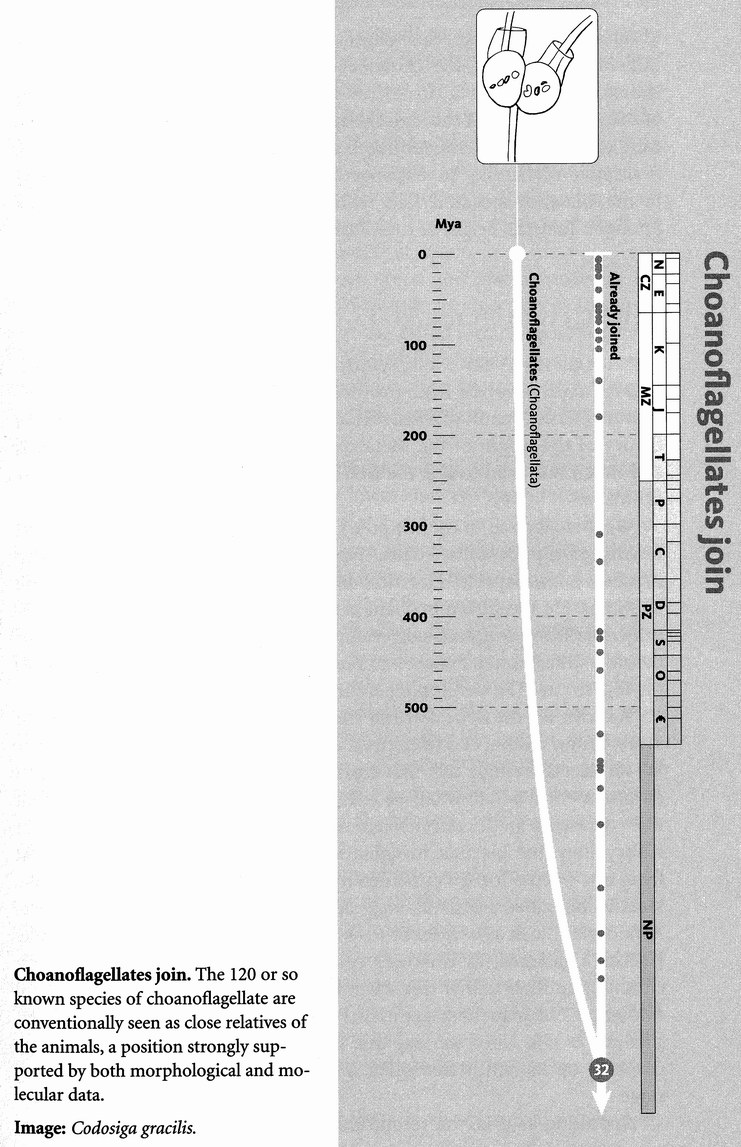 Choanoflagellates join
Mya
0
100
200
300
400
500
Choanoflagellates (Choanoflagellata)
Already joined
N
E
K
J
T
P
C
D
S
O
Є
CZ
MZ
PZ
NP
32
Choanoflagellates join. The 120 or so
known species of choanoflagellate are
conventionally seen as close relatives of
the animals, a position strongly sup-
ported by both morphological and mo-
lecular data.
Image: Codosiga gracilis.